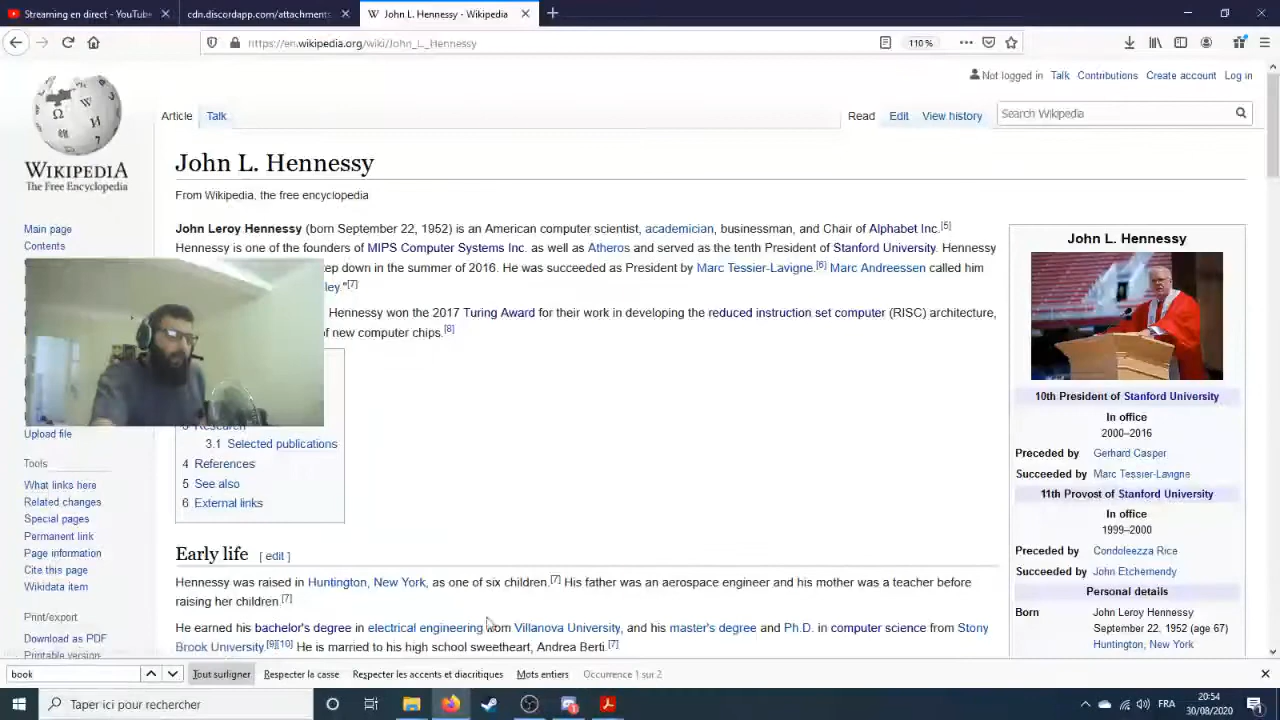 Streaming en direct - YouTube
cdn.discordapp.com/attachments
John L. Hennessy - Wikipedia
https://en.wikipedia.org/wiki/John_L._Hennessy
110%
Not logged in Talk Contributions Create account Log in
Article Talk
Read Edit View history
Search Wikipedia
WIKIPEDIA
The Free Encyclopedia
Main page
Contents
Upload file
Tools
What links here
Related changes
Special pages
Permanent link
Page information
Cite this page
Wikidata item
Print/export
Download as PDF
Printable version
John L. Hennessy
From Wikipedia, the free encyclopedia
John Leroy Hennessy (born September 22, 1952) is an American computer scientist, academician, businessman, and Chair of Alphabet Inc.[5]
Hennessy is one of the founders of MIPS Computer Systems Inc. as well as Atheros and served as the tenth President of Stanford University. Hennessy
down in the summer of 2016. He was succeeded as President by Marc Tessier-Lavigne.[6] Marc Andreessen called him
ley."[7]
Hennessy won the 2017 Turing Award for their work in developing the reduced instruction set computer (RISC) architecture,
of new computer chips.[8]
3 Research
3.1 Selected publications
4 References
5 See also
6 External links
Early life [ edit ]
Hennessy was raised in Huntington, New York, as one of six children.[7] His father was an aerospace engineer and his mother was a teacher before
raising her children.[7]
He earned his bachelor's degree in electrical engineering from Villanova University, and his master's degree and Ph.D. in computer science from Stony
Brook University.[9][10] He is married to his high school sweetheart, Andrea Berti.[7]
John L. Hennessy
10th President of Stanford University
In office
2000–2016
Preceded by Gerhard Casper
Succeeded by Marc Tessier-Lavigne
11th Provost of Stanford University
In office
1999–2000
Preceded by Condoleezza Rice
Succeeded by John Etchemendy
Personal details
Born John Leroy Hennessy
September 22, 1952 (age 67)
Huntington, New York
book
Tout surligner Respecter la casse Respecter les accents et diacritiques Mots entiers Occurrence 1 sur 2
Taper ici pour rechercher
FRA
20:54
30/08/2020